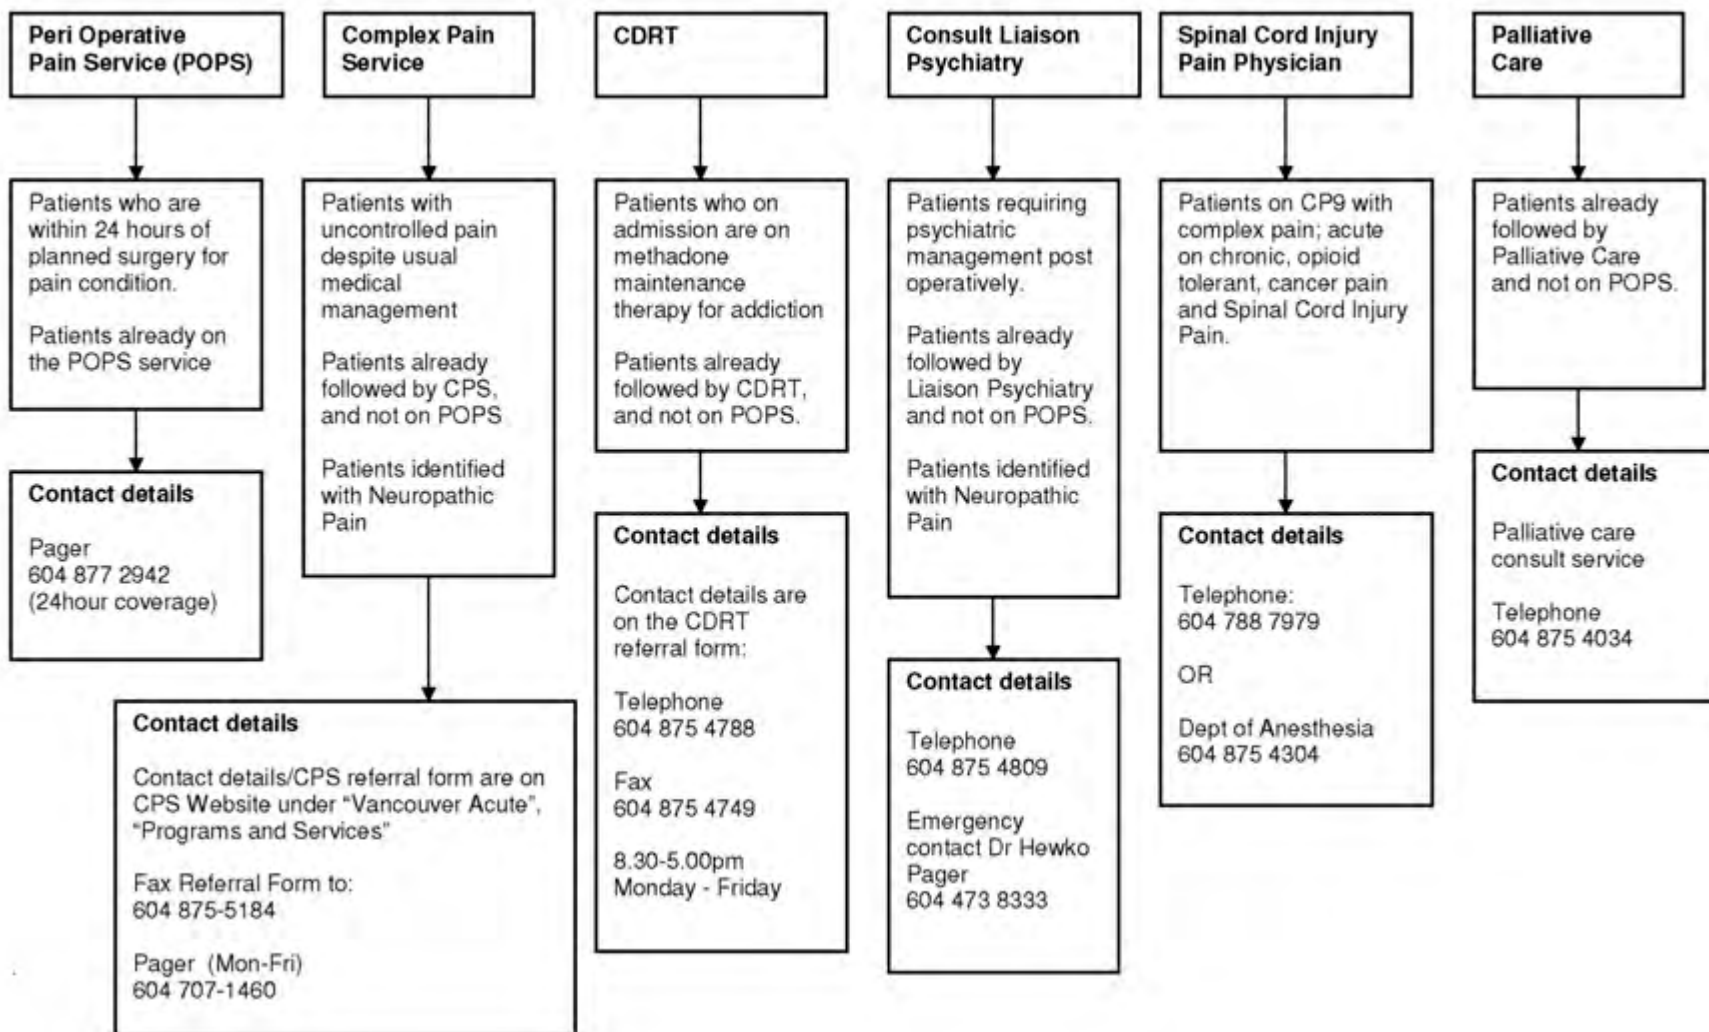 Peri Operative
Pain Service (POPS)
Patients who are
within 24 hours of
planned surgery for
pain condition.
Patients already on
the POPS service
Contact details
Pager
604 877 2942
(24hour coverage)
Complex Pain
Service
Patients with
uncontrolled pain
despite usual
medical
management
Patients already
followed by CPS,
and not on POPS.
Patients identified
with Neuropathic
Pain
Contact details
Contact details/CPS referral form are on
CPS Website under “Vancouver Acute”,
“Programs and Services”
Fax Referral Form to:
604 875-5184
Pager (Mon-Fri)
604 707-1460
CDRT
Patients who on
admission are on
methadone
maintenance
therapy for addiction
Patients already
followed by CDRT,
and not on POPS.
Contact details
Contact details are
on the CDRT
referral form:
Telephone
604 875 4788
Fax
604 875 4749
8.30-5.00pm
Monday - Friday
Consult Liaison
Psychiatry
Patients requiring
psychiatric
management post
operatively.
Patients already
followed by
Liaison Psychiatry
and not on POPS.
Patients identified
with Neuropathic
Pain
Contact details
Telephone
604 875 4809
Emergency
contact Dr Hewko
Pager
604 473 8333
Spinal Cord Injury
Pain Physician
Patients on CP9 with
complex pain; acute
on chronic, opioid
tolerant, cancer pain
and Spinal Cord Injury
Pain.
Contact details
Telephone:
604 788 7979
OR
Dept of Anesthesia
604 875 4304
Palliative
Care
Patients already
followed by
Palliative Care
and not on POPS.
Contact details
Palliative care
consult service
Telephone
604 875 4034